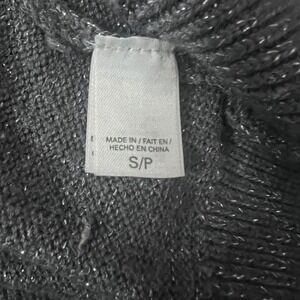 MADE IN / FAIT EN /
HECHO EN CHINA
S/P